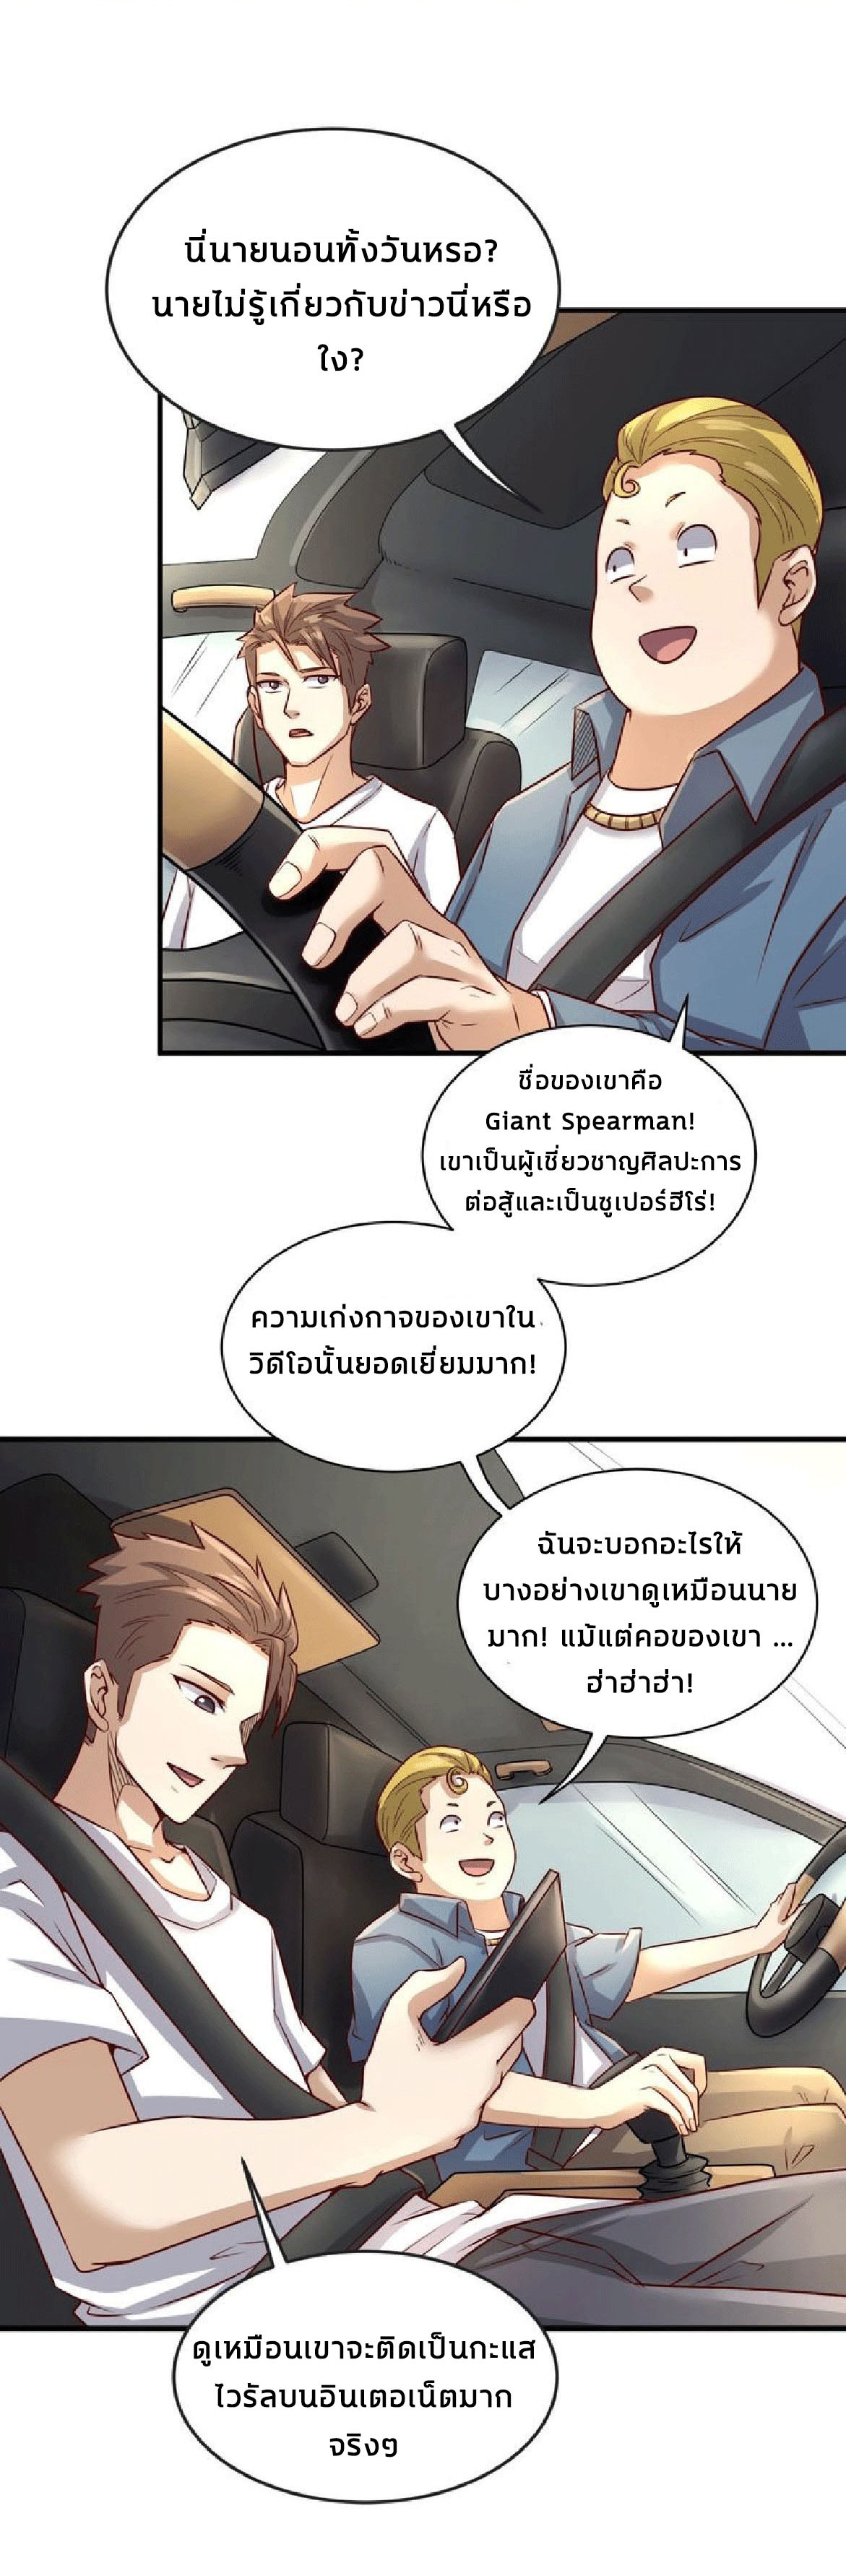 นี่นายนอนทั้งวันหรอ?
นายไม่รู้เกี่ยวกับข่าวนี่หรือ
ใง?
ชื่อของเขาคือ
Giant Spearman!
เขาเป็นผู้เชี่ยวชาญศิลปะการ
ต่อสู้และเป็นซูเปอร์ฮีโร่!
ความเก่งกาจของเขาใน
วิดีโอนั้นยอดเยี่ยมมาก!
ฉันจะบอกอะไรให้
บางอย่างเขาดูเหมือนนาย
มาก! แม้แต่คอของเขา ...
ฮ่าฮ่าฮ่า!
ดูเหมือนเขาจะติดเป็นกะแส
ไวรัลบนอินเตอเน็ตมาก
จริงๆ